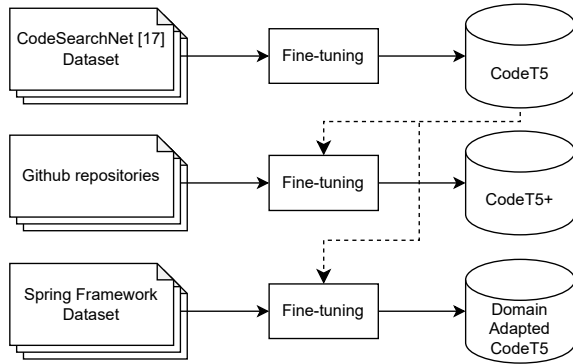 CodeSearchNet [17]
Dataset
Fine-tuning
CodeT5
Github repositories
Fine-tuning
CodeT5+
Spring Framework
Dataset
Fine-tuning
Domain
Adapted
CodeT5